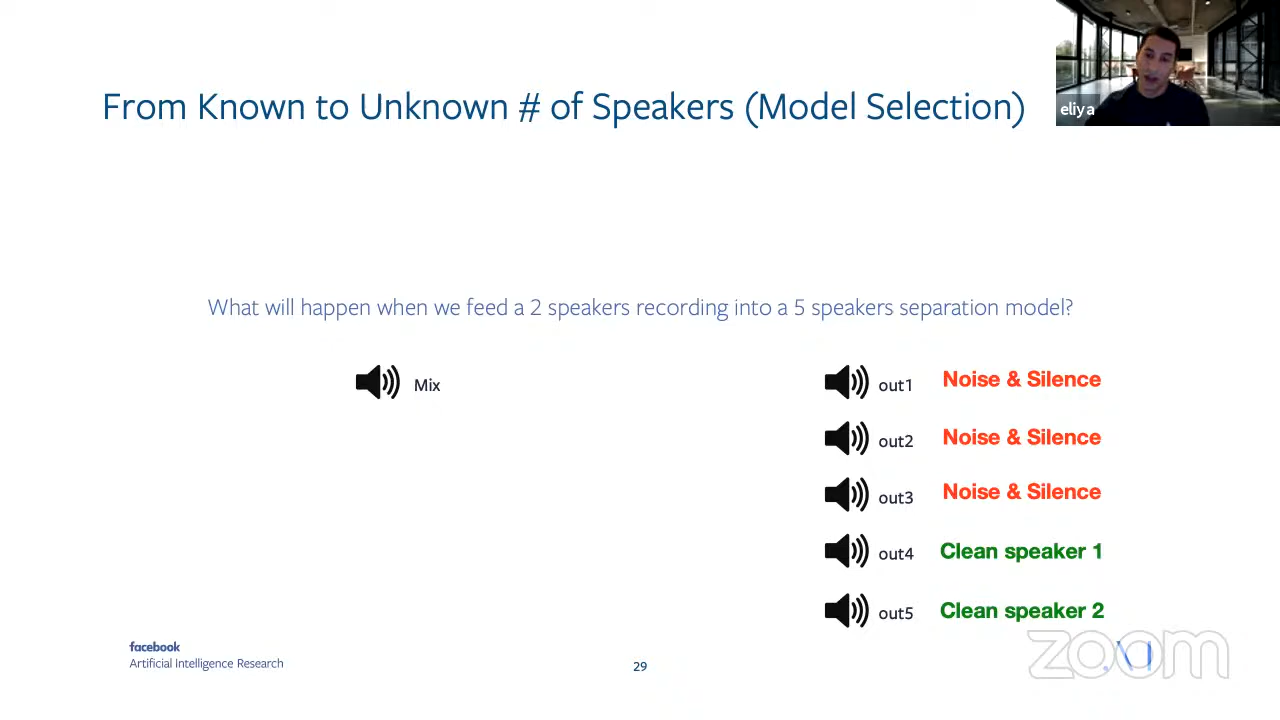 From Known to Unknown # of Speakers (Model Selection)
eliya
What will happen when we feed a 2 speakers recording into a 5 speakers separation model?
Mix
out1 Noise & Silence
out2 Noise & Silence
out3 Noise & Silence
out4 Clean speaker 1
out5 Clean speaker 2
facebook
Artificial Intelligence Research
29
zoom